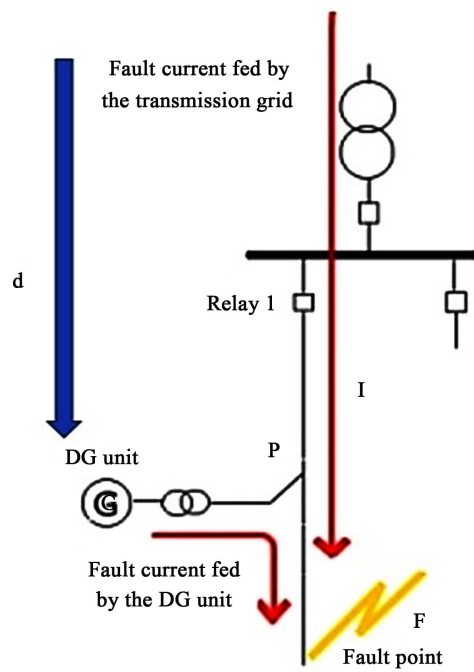 Fault current fed by
the transmission grid
d
Relay 1
I
P
DG unit
G
Fault current fed
by the DG unit
F
Fault point